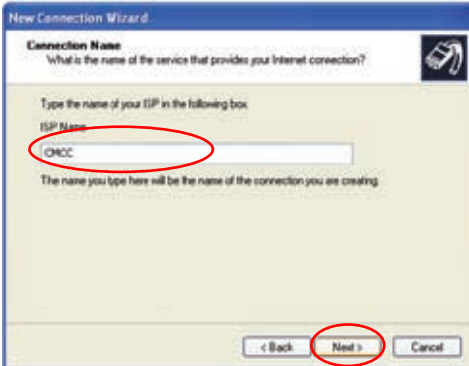 New Connection Wizard
Connection Name
What is the name of the service that provides your Internet connection?
Type the name of your ISP in the following box.
ISP Name
CMCC
The name you type here will be the name of the connection you are creating.
< Back
Next >
Cancel